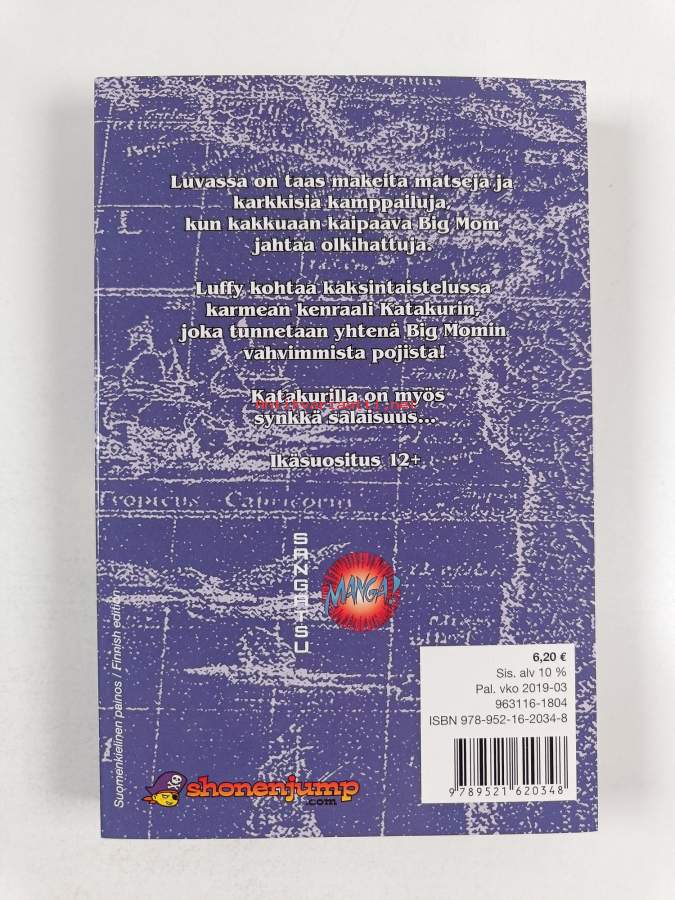 Luvassa on taas makeita matseja ja
karkkisia kamppailuja,
kun kakkuaan kaipaava Big Mom
jahtaa olkihattuja.
Luffy kohtaa kaksintaistelussa
karmean kenraali Katakurin,
joka tunnetaan yhtenä Big Momin
vahvimmista pojista!
Katakurilla on myös
antikvariaatti.net
synkkä salaisuus...
Ikäsuositus 12+
Tropicus Capricorni
SANGATSU
MANGA!
Suomenkielinen painos / Finnish edition
6,20 €
Sis. alv 10 %
Pal. vko 2019-03
963116-1804
ISBN 978-952-16-2034-8
9 789521 620348
shonenjump
.com